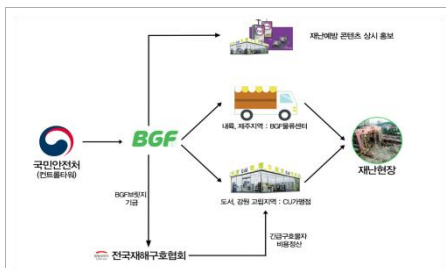 재난예방 콘텐츠 상시 홍보
BGF
내륙, 제주지역 : BGF물류센터
국민안전처
(컨트롤타워)
재난현장
BGF브릿지
기금
도서, 강원 고립지역 : CU가맹점
긴급구호물자
비용정산
전국재해구호협회